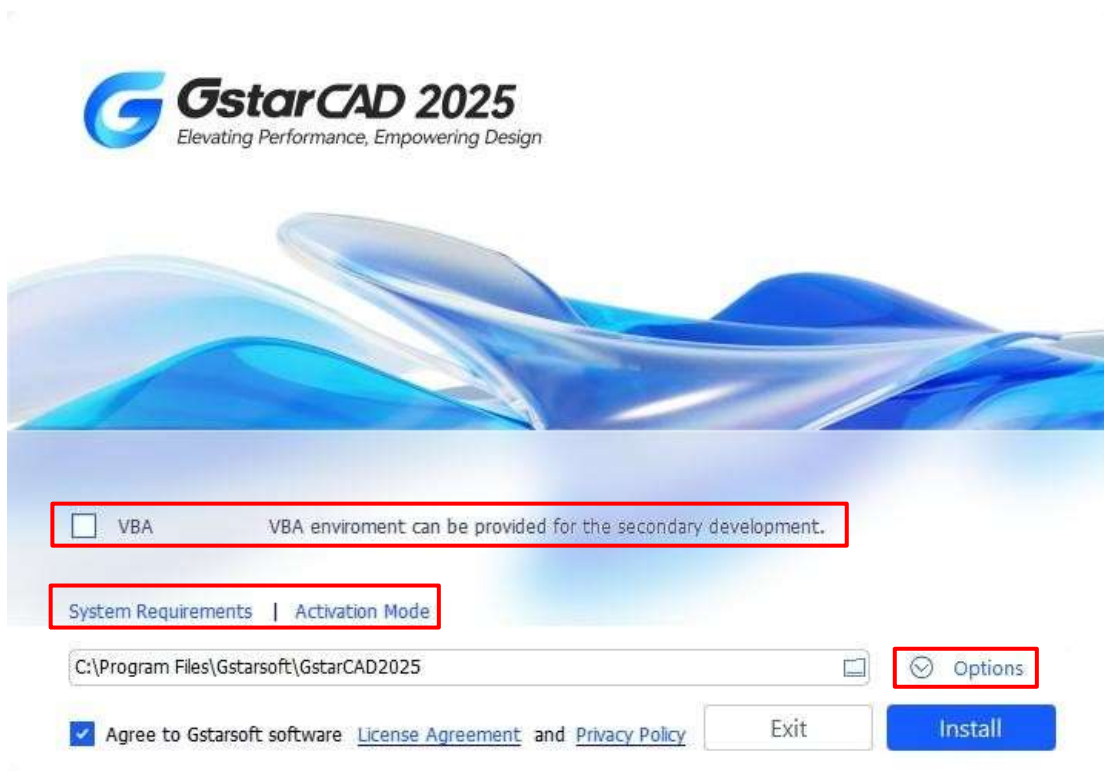 GstarCAD 2025
Elevating Performance, Empowering Design
VBA VBA enviroment can be provided for the secondary development.
System Requirements | Activation Mode
C:\Program Files\Gstarsoft\GstarCAD2025
Options
Agree to Gstarsoft software License Agreement and Privacy Policy
Exit
Install